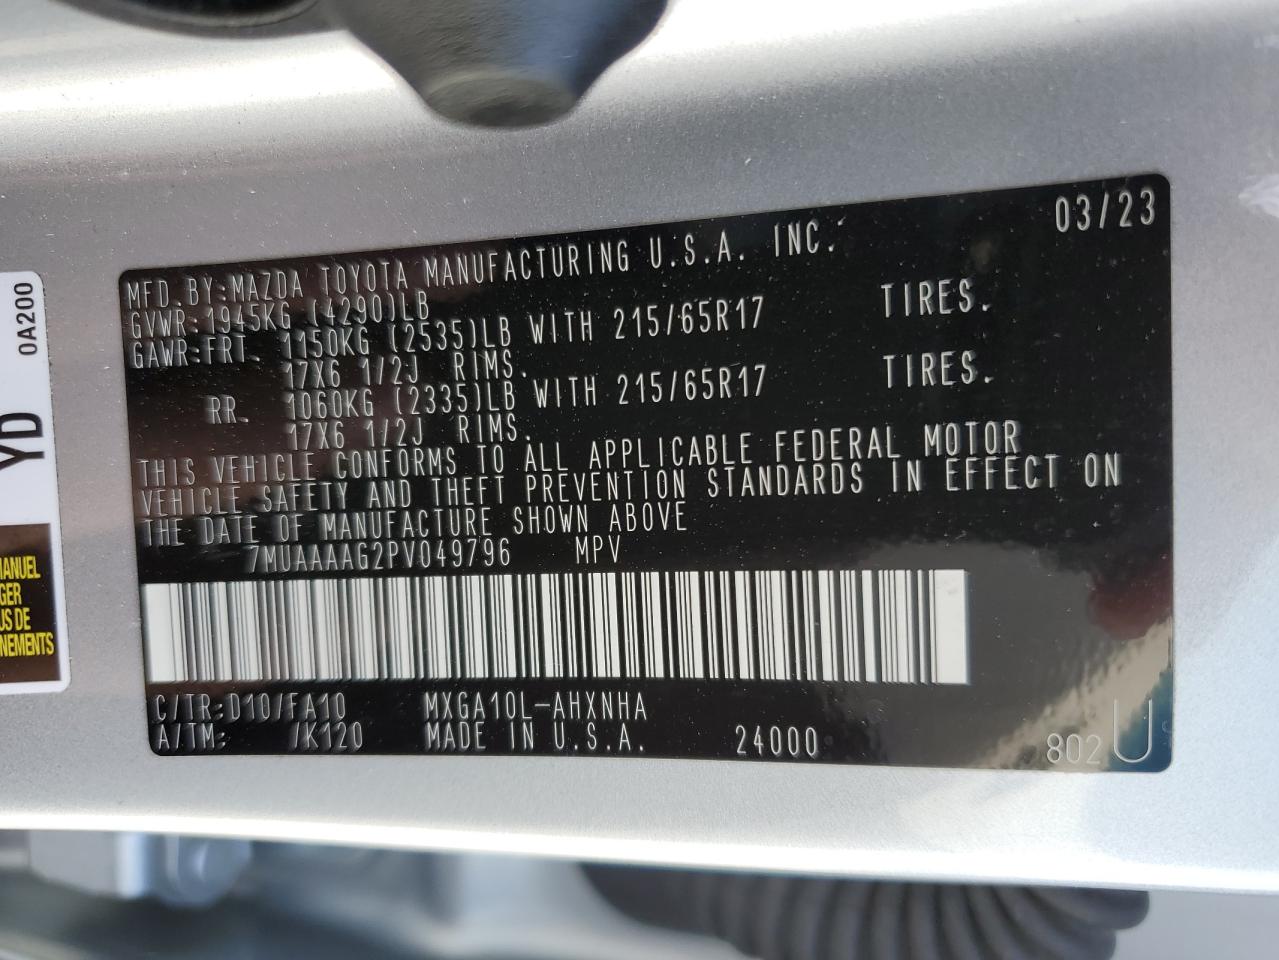 03/23
MFD.BY:MAZDA TOYOTA MANUFACTURING U.S.A. INC.
GVWR:1945KG (4290)LB
GAWR:FRT. 1150KG (2535)LB WITH 215/65R17 TIRES.
17X6 1/2J RIMS.
RR. 1060KG (2335)LB WITH 215/65R17 TIRES.
17X6 1/2J RIMS.
THIS VEHICLE CONFORMS TO ALL APPLICABLE FEDERAL MOTOR
VEHICLE SAFETY AND THEFT PREVENTION STANDARDS IN EFFECT ON
THE DATE OF MANUFACTURE SHOWN ABOVE
7MUAAAAG2PV049796 MPV
C/TR:D10/FA10 MXGA10L-AHXNHA
A/TM: /K120 MADE IN U.S.A. 24000 802U
0A200
YD
MANUEL
GER
US DE
NEMENTS